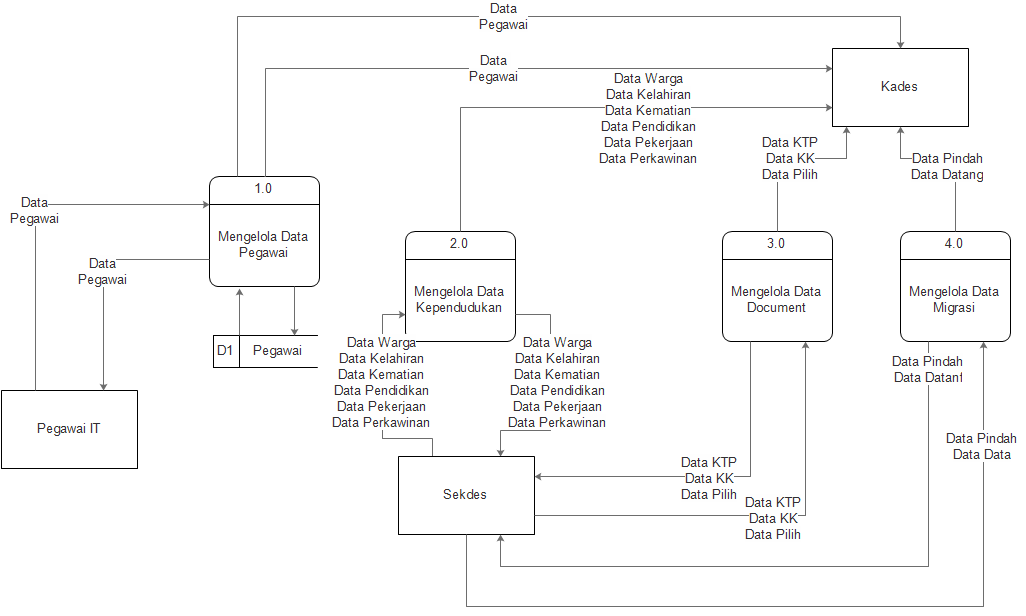 Data
Pegawai
Data
Pegawai
Kades
Data Warga
Data Kelahiran
Data Kematian
Data Pendidikan
Data Pekerjaan
Data Perkawinan
Data KTP
Data KK
Data Pilih
Data Pindah
Data Datang
1.0
Mengelola Data
Pegawai
Data
Pegawai
Data
Pegawai
2.0
Mengelola Data
Kependudukan
3.0
Mengelola Data
Document
4.0
Mengelola Data
Migrasi
D1
Pegawai
Data Warga
Data Kelahiran
Data Kematian
Data Pendidikan
Data Pekerjaan
Data Perkawinan
Data Warga
Data Kelahiran
Data Kematian
Data Pendidikan
Data Pekerjaan
Data Perkawinan
Data Pindah
Data Datanf
Pegawai IT
Data Pindah
Data Data
Sekdes
Data KTP
Data KK
Data Pilih
Data KTP
Data KK
Data Pilih